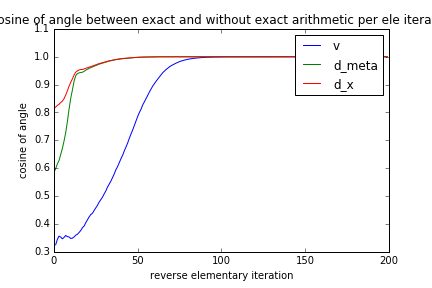 osine of angle between exact and without exact arithmetic per ele itera
1.1
1.0
0.9
0.8
0.7
0.6
0.5
0.4
0.3
cosine of angle
v
d_meta
d_x
0 50 100 150 200
reverse elementary iteration